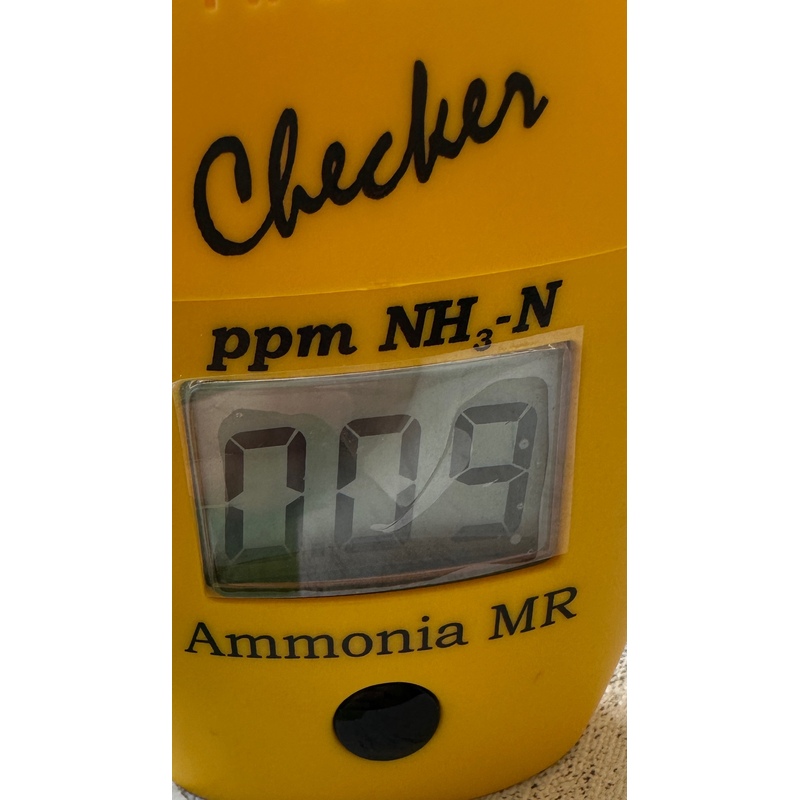 Checker
ppm NH₃-N
009
Ammonia MR